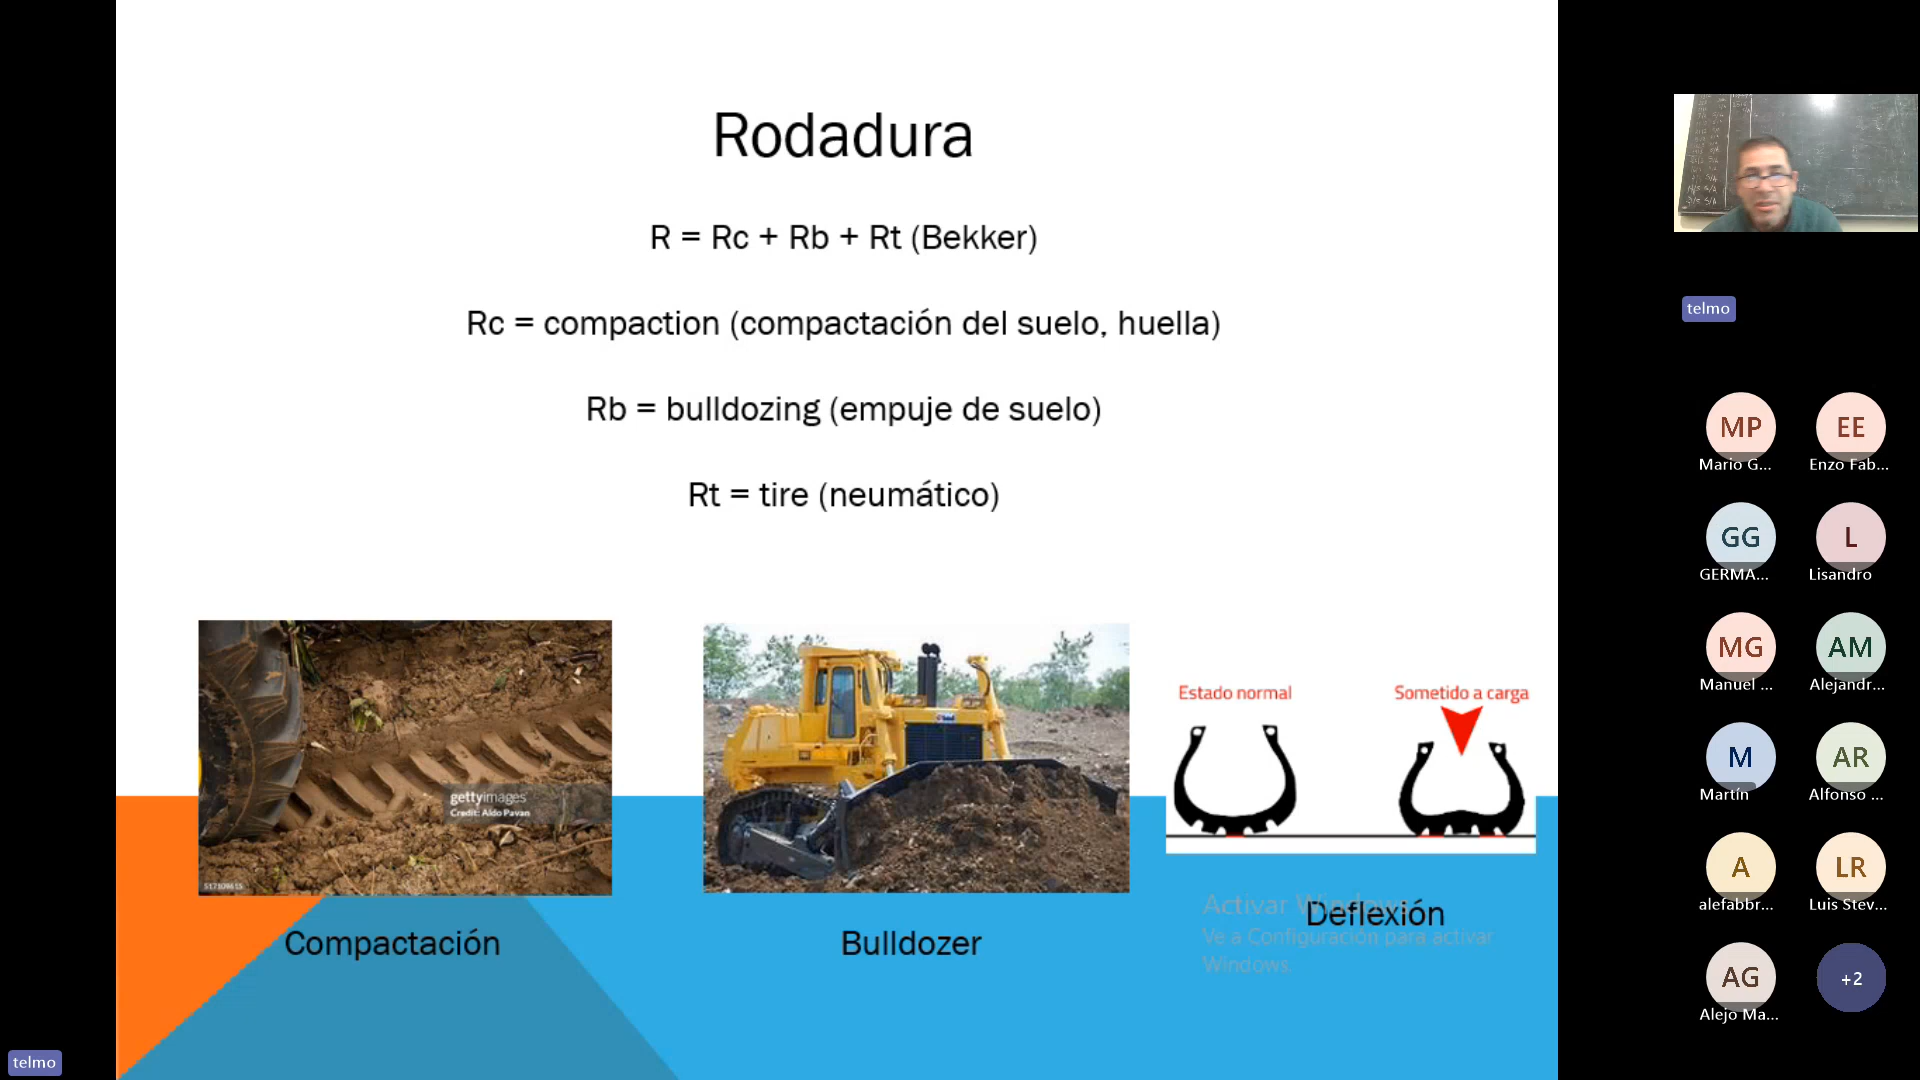 Rodadura
R = Rc + Rb + Rt (Bekker)
Rc = compaction (compactación del suelo, huella)
Rb = bulldozing (empuje de suelo)
Rt = tire (neumático)
Estado normal
Sometido a carga
gettyimages
Credit: Aldo Pavan
Compactación
Bulldozer
Deflexión
Activar Windows
Ve a Configuración para activar
Windows.
telmo
telmo
MP
EE
Mario G...
Enzo Fab...
GG
L
GERMA...
Lisandro
MG
AM
Manuel ...
Alejandr...
M
AR
Martín
Alfonso ...
A
LR
alefabbr...
Luis Stev...
AG
+2
Alejo Ma...